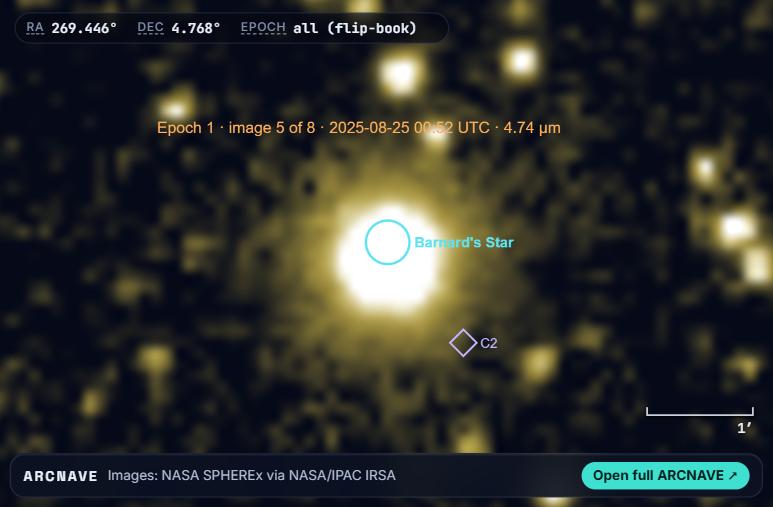 RA 269.446° DEC 4.768° EPOCH all (flip-book)
Epoch 1 · image 5 of 8 · 2025-08-25 00:52 UTC · 4.74 µm
Barnard's Star
C2
1′
ARCNAVE Images: NASA SPHEREx via NASA/IPAC IRSA Open full ARCNAVE ↗